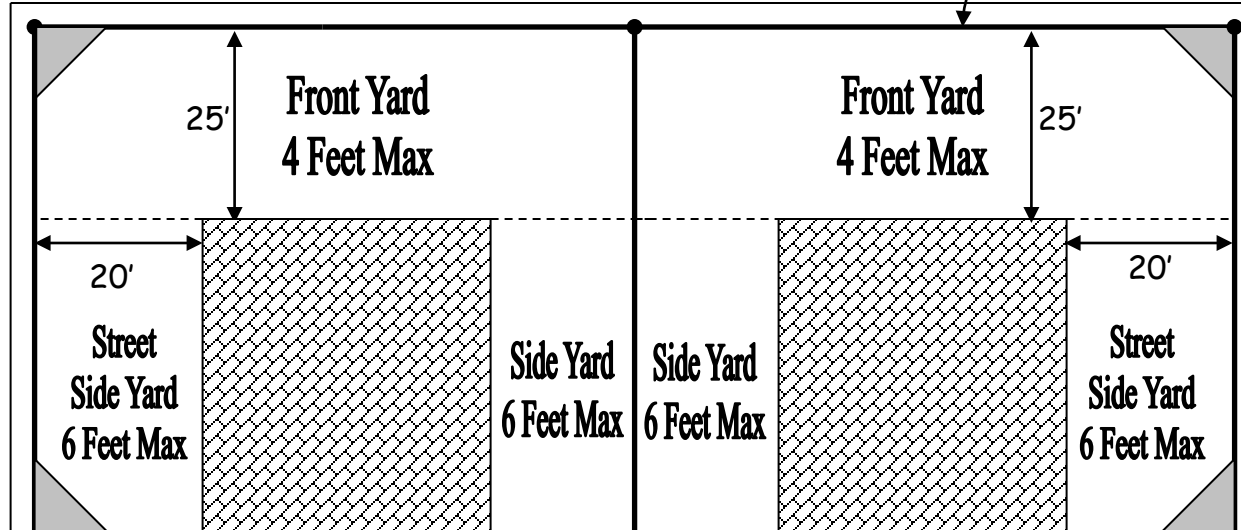 Front Yard
4 Feet Max
25′
Front Yard
4 Feet Max
25′
20′
Street
Side Yard
6 Feet Max
Side Yard
6 Feet Max
Side Yard
6 Feet Max
20′
Street
Side Yard
6 Feet Max